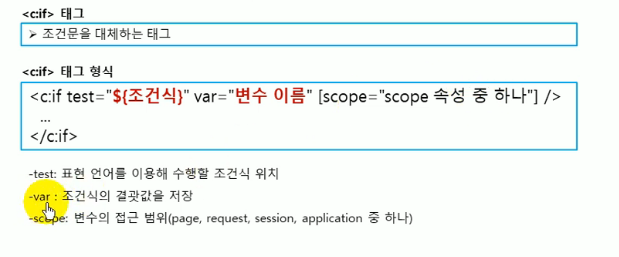 <c:if> 태그
➢ 조건문을 대체하는 태그
<c:if> 태그 형식
<c:if test="${조건식}" var="변수 이름" [scope="scope 속성 중 하나"] />
...
</c:if>
-test: 표현 언어를 이용해 수행할 조건식 위치
-var : 조건식의 결괏값을 저장
-scope: 변수의 접근 범위(page, request, session, application 중 하나)